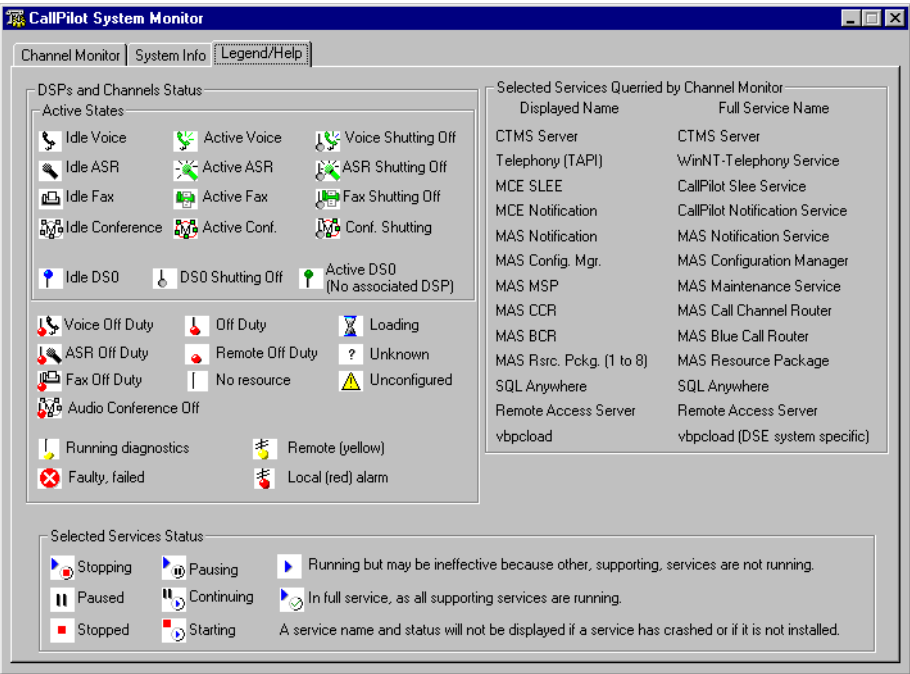 CallPilot System Monitor
Channel Monitor System Info Legend/Help
DSPs and Channels Status
Active States
Idle Voice Active Voice Voice Shutting Off
Idle ASR Active ASR ASR Shutting Off
Idle Fax Active Fax Fax Shutting Off
Idle Conference Active Conf. Conf. Shutting
Idle DS0 DS0 Shutting Off Active DS0
(No associated DSP)
Voice Off Duty Off Duty Loading
ASR Off Duty Remote Off Duty ? Unknown
Fax Off Duty No resource Unconfigured
Audio Conference Off
Running diagnostics Remote (yellow)
Faulty, failed Local (red) alarm
Selected Services Querried by Channel Monitor
Displayed Name Full Service Name
CTMS Server CTMS Server
Telephony (TAPI) WinNT-Telephony Service
MCE SLEE CallPilot Slee Service
MCE Notification CallPilot Notification Service
MAS Notification MAS Notification Service
MAS Config. Mgr. MAS Configuration Manager
MAS MSP MAS Maintenance Service
MAS CCR MAS Call Channel Router
MAS BCR MAS Blue Call Router
MAS Rsrc. Pckg. (1 to 8) MAS Resource Package
SQL Anywhere SQL Anywhere
Remote Access Server Remote Access Server
vbpcload vbpcload (DSE system specific)
Selected Services Status
Stopping Pausing Running but may be ineffective because other, supporting, services are not running.
Paused Continuing In full service, as all supporting services are running.
Stopped Starting A service name and status will not be displayed if a service has crashed or if it is not installed.